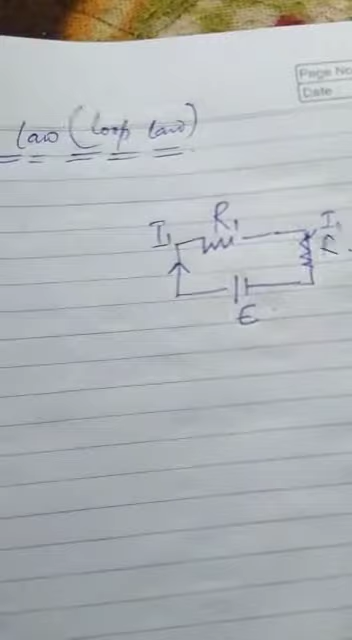 Page No
Date
law (loop law)
R₁
I₁
I₁
R
E